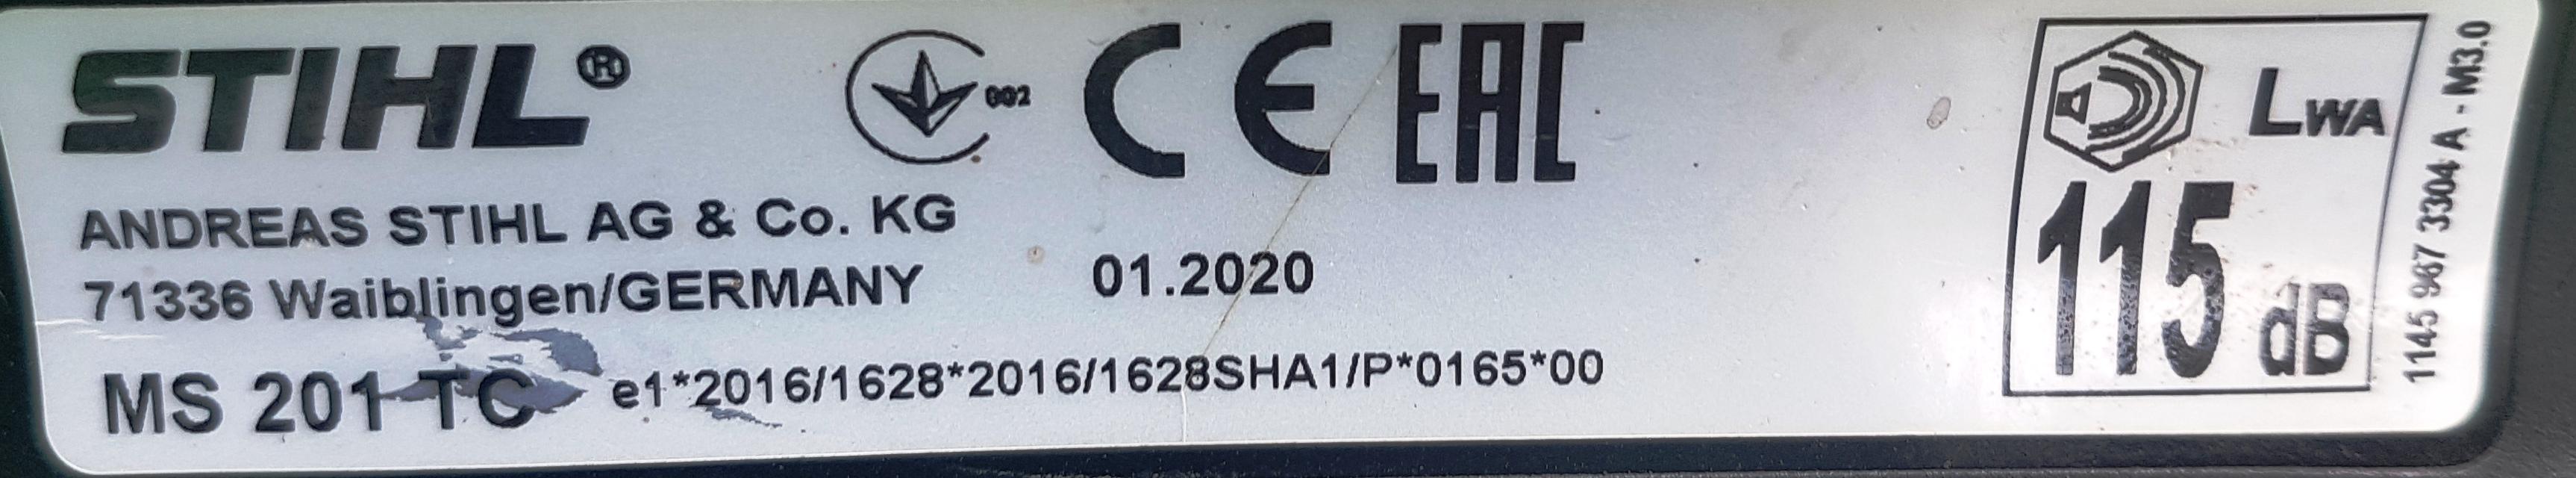 STIHL®
002
CE EAC
ANDREAS STIHL AG & Co. KG
71336 Waiblingen/GERMANY
01.2020
MS 201 TC
e1*2016/1628*2016/1628SHA1/P*0165*00
LWA
115 dB
1145 967 3304 A - M3.0